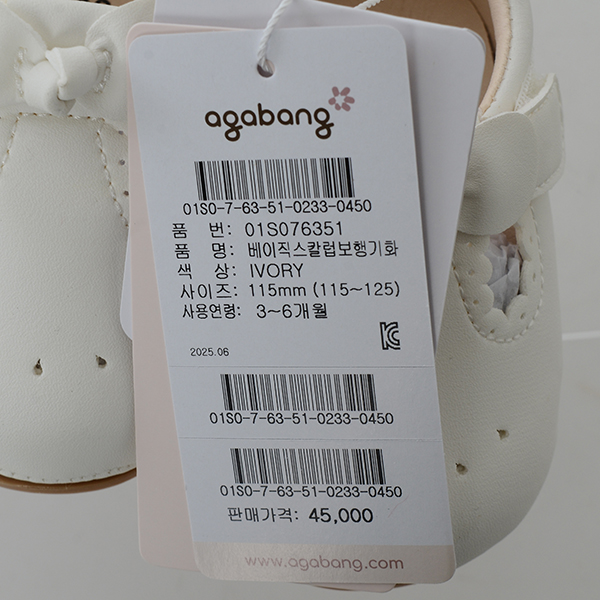 agabang
01S0-7-63-51-0233-0450
품 번: 01S076351
품 명: 베이직스칼럽보행기화
색 상: IVORY
사이즈: 115mm (115~125)
사용연령: 3~6개월
2025.06
01S0-7-63-51-0233-0450
01S0-7-63-51-0233-0450
판매가격: 45,000
www.agabang.com